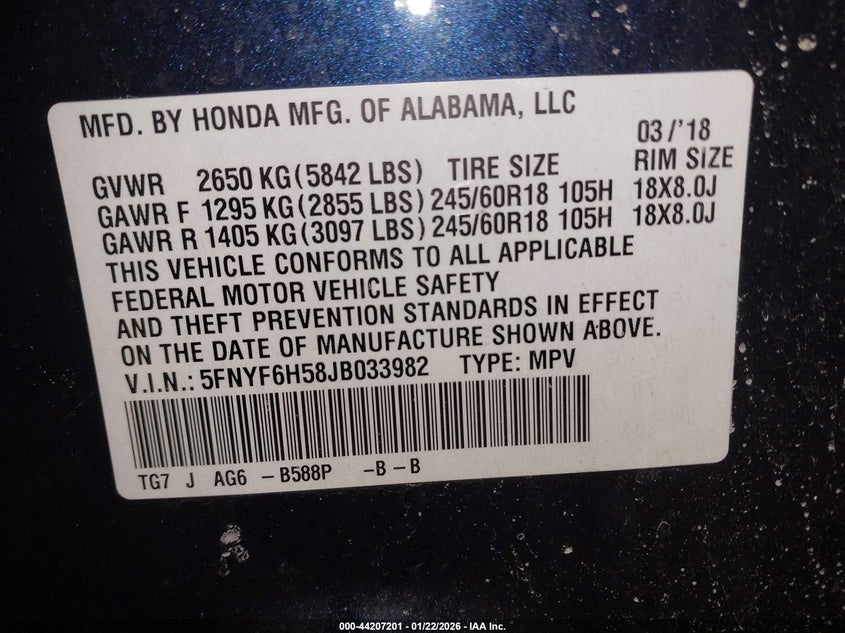 MFD. BY HONDA MFG. OF ALABAMA, LLC
03/'18
GVWR 2650 KG(5842 LBS) TIRE SIZE RIM SIZE
GAWR F 1295 KG(2855 LBS) 245/60R18 105H 18X8.0J
GAWR R 1405 KG(3097 LBS) 245/60R18 105H 18X8.0J
THIS VEHICLE CONFORMS TO ALL APPLICABLE
FEDERAL MOTOR VEHICLE SAFETY
AND THEFT PREVENTION STANDARDS IN EFFECT
ON THE DATE OF MANUFACTURE SHOWN ABOVE.
V.I.N.: 5FNYF6H58JB033982 TYPE: MPV
TG7 J AG6 -B588P -B-B
000-44207201 - 01/22/2026 - IAA Inc.